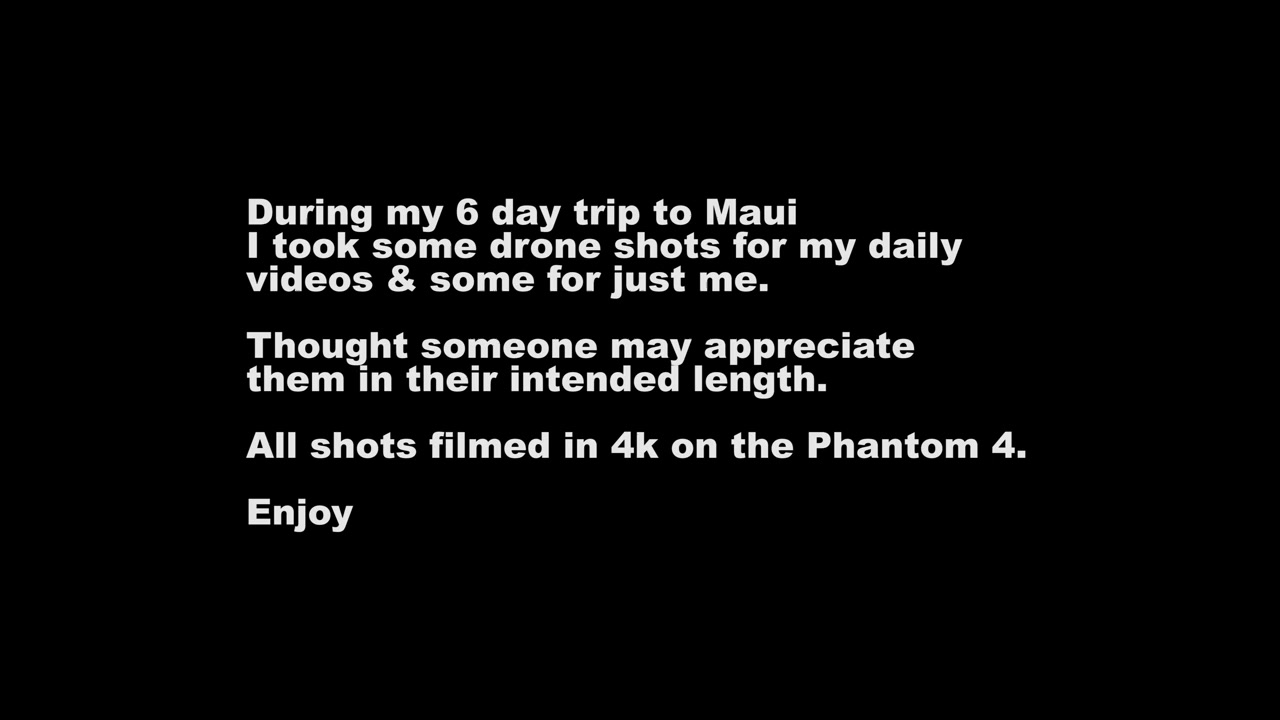 During my 6 day trip to Maui
I took some drone shots for my daily
videos & some for just me.
Thought someone may appreciate
them in their intended length.
All shots filmed in 4k on the Phantom 4.
Enjoy